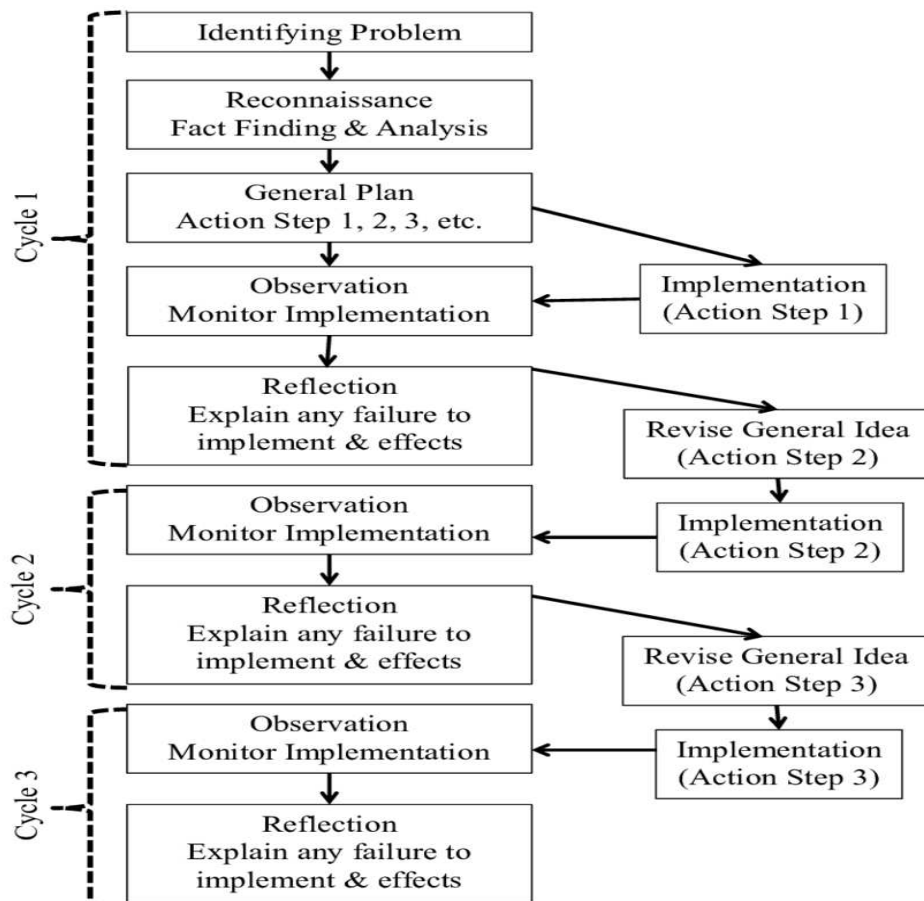 Cycle 1
Identifying Problem
Reconnaissance
Fact Finding & Analysis
General Plan
Action Step 1, 2, 3, etc.
Implementation
(Action Step 1)
Observation
Monitor Implementation
Reflection
Explain any failure to
implement & effects
Revise General Idea
(Action Step 2)
Implementation
(Action Step 2)
Cycle 2
Observation
Monitor Implementation
Reflection
Explain any failure to
implement & effects
Revise General Idea
(Action Step 3)
Implementation
(Action Step 3)
Cycle 3
Observation
Monitor Implementation
Reflection
Explain any failure to
implement & effects